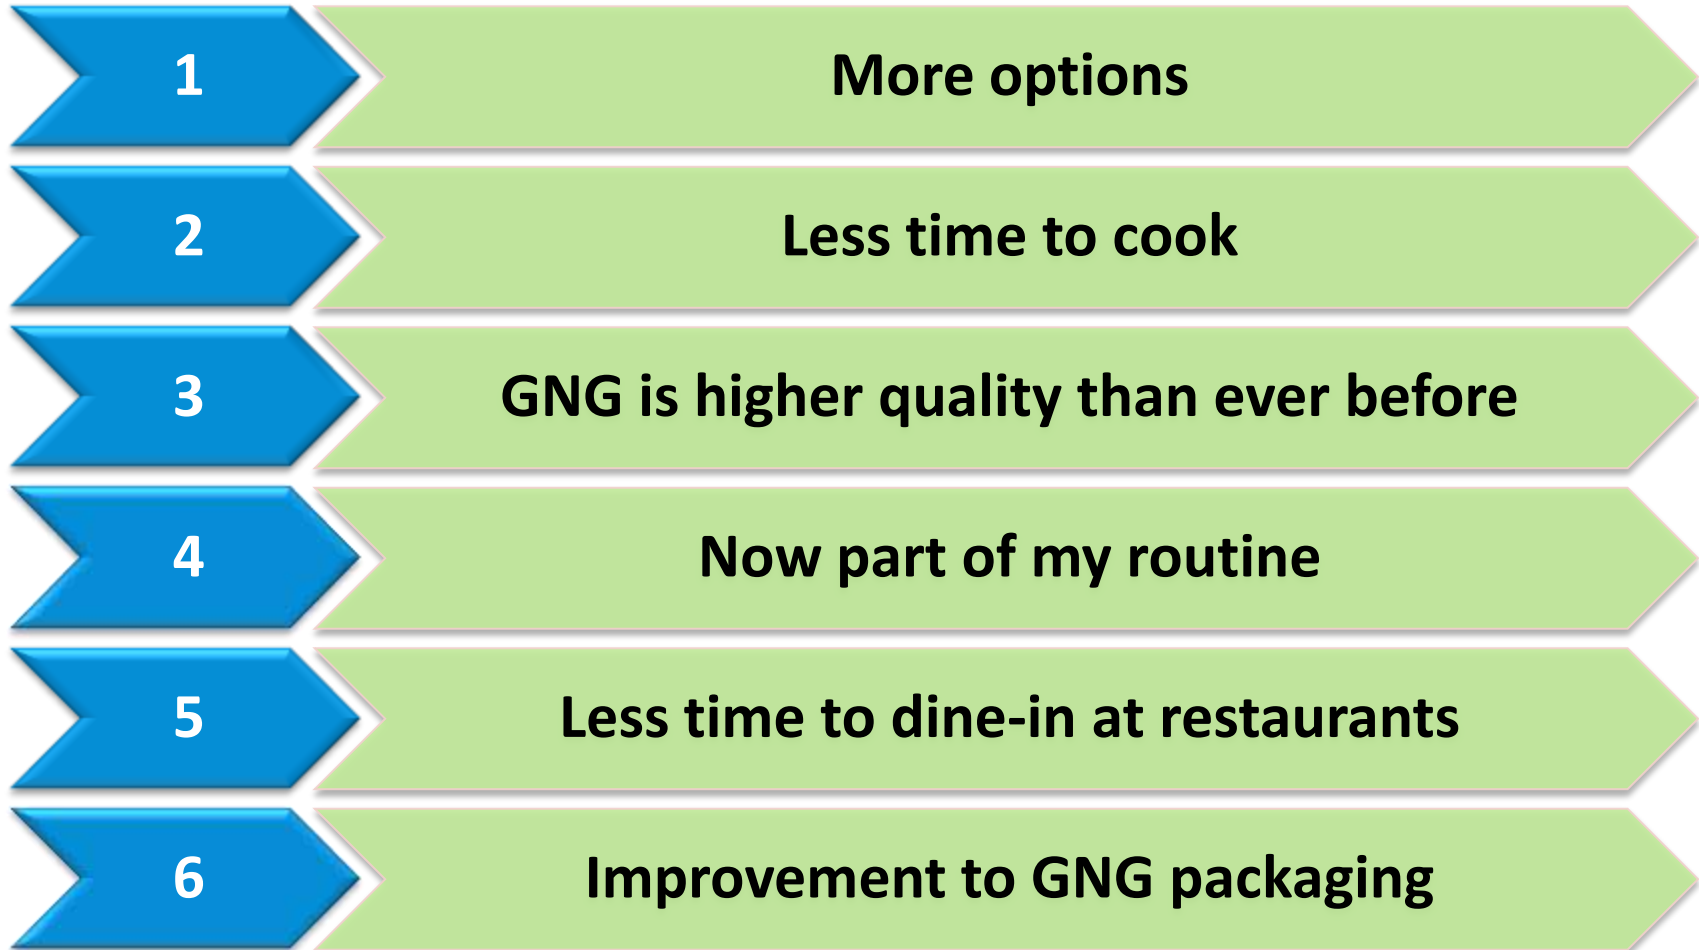 1 More options
2 Less time to cook
3 GNG is higher quality than ever before
4 Now part of my routine
5 Less time to dine-in at restaurants
6 Improvement to GNG packaging